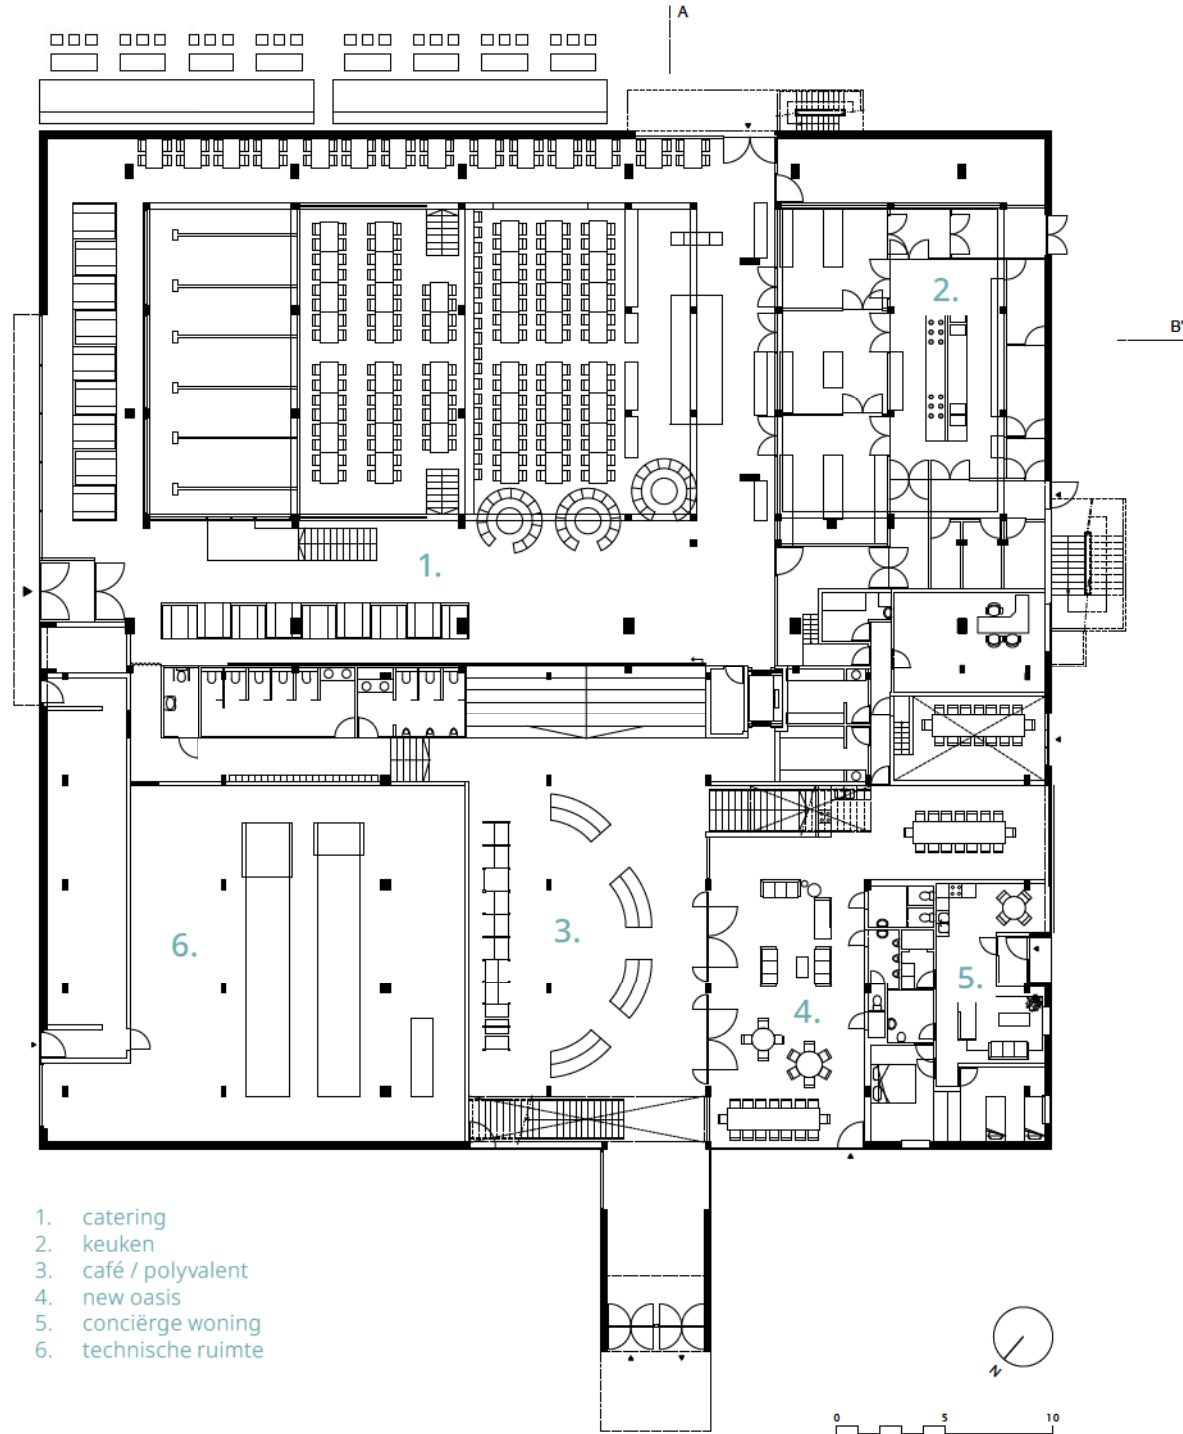 A
B'
2.
1.
3.
6.
4.
5.
1. catering
2. keuken
3. café / polyvalent
4. new oasis
5. conciërge woning
6. technische ruimte
N
0 5 10